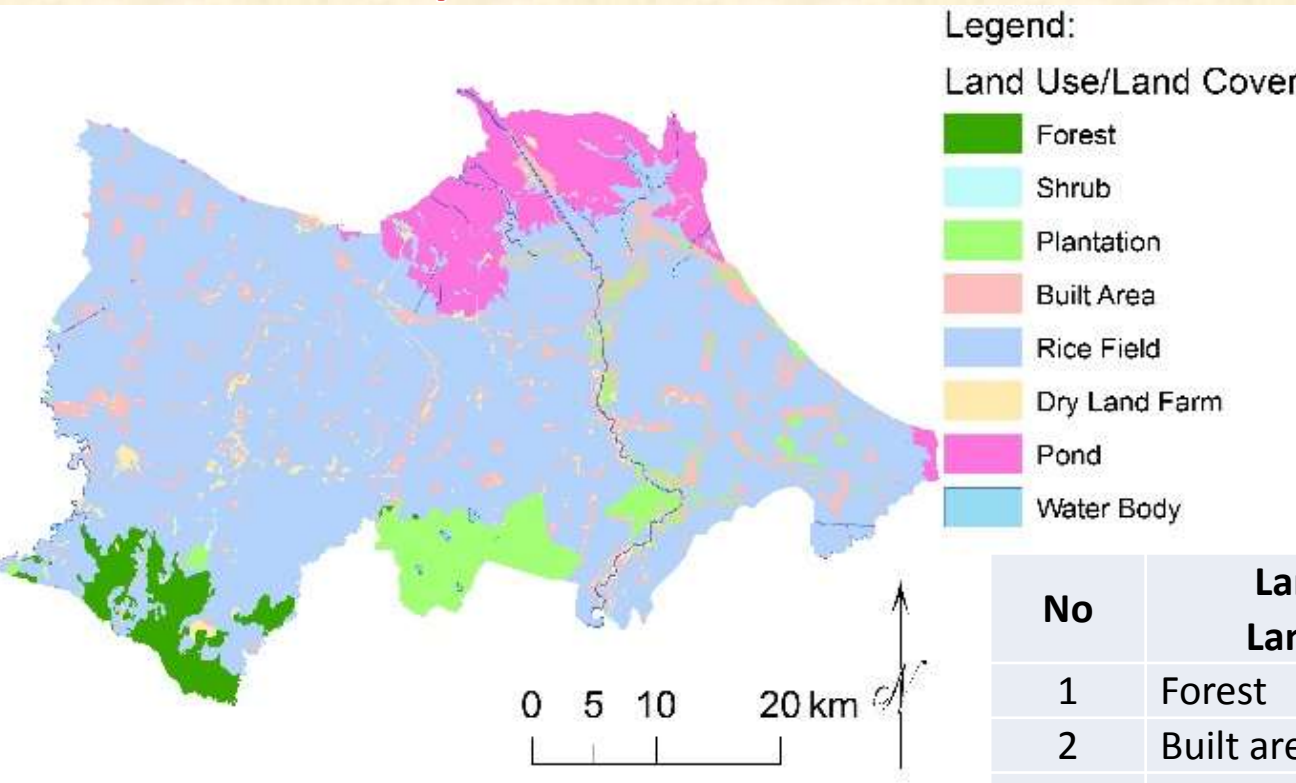 Legend:
Land Use/Land Cover
Forest
Shrub
Plantation
Built Area
Rice Field
Dry Land Farm
Pond
Water Body
0 5 10 20 km
N
No
1 Forest
2 Built